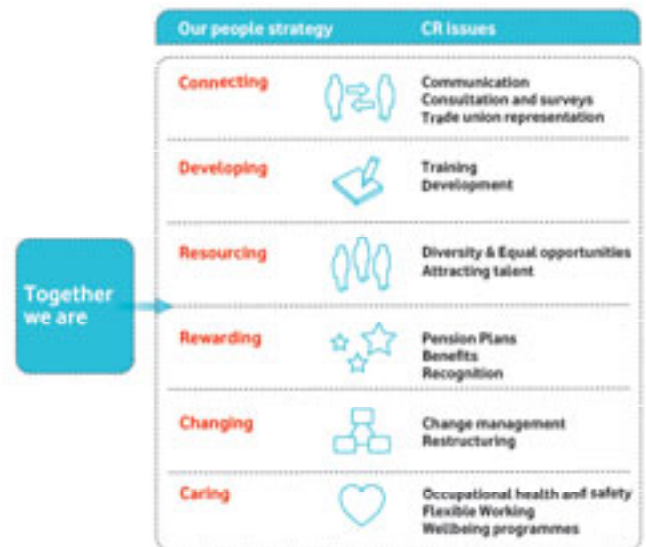 Our people strategy
CR Issues
Together
we are
Connecting
Communication
Consultation and surveys
Trade union representation
Developing
Training
Development
Resourcing
Diversity & Equal opportunities
Attracting talent
Rewarding
Pension Plans
Benefits
Recognition
Changing
Change management
Restructuring
Caring
Occupational health and safety
Flexible Working
Wellbeing programmes